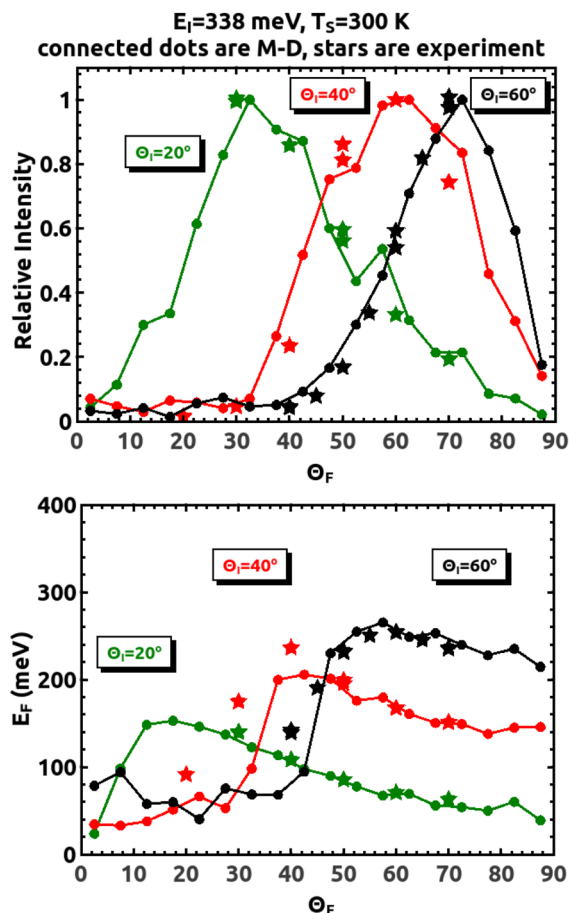 E_I=338 meV, T_S=300 K
connected dots are M-D, stars are experiment
Θ_I=40°
Θ_I=60°
Θ_I=20°
Relative Intensity
1
0.8
0.6
0.4
0.2
0
0 10 20 30 40 50 60 70 80 90
Θ_F
400
300
200
100
0
Θ_I=40°
Θ_I=60°
Θ_I=20°
E_F (meV)
0 10 20 30 40 50 60 70 80 90
Θ_F